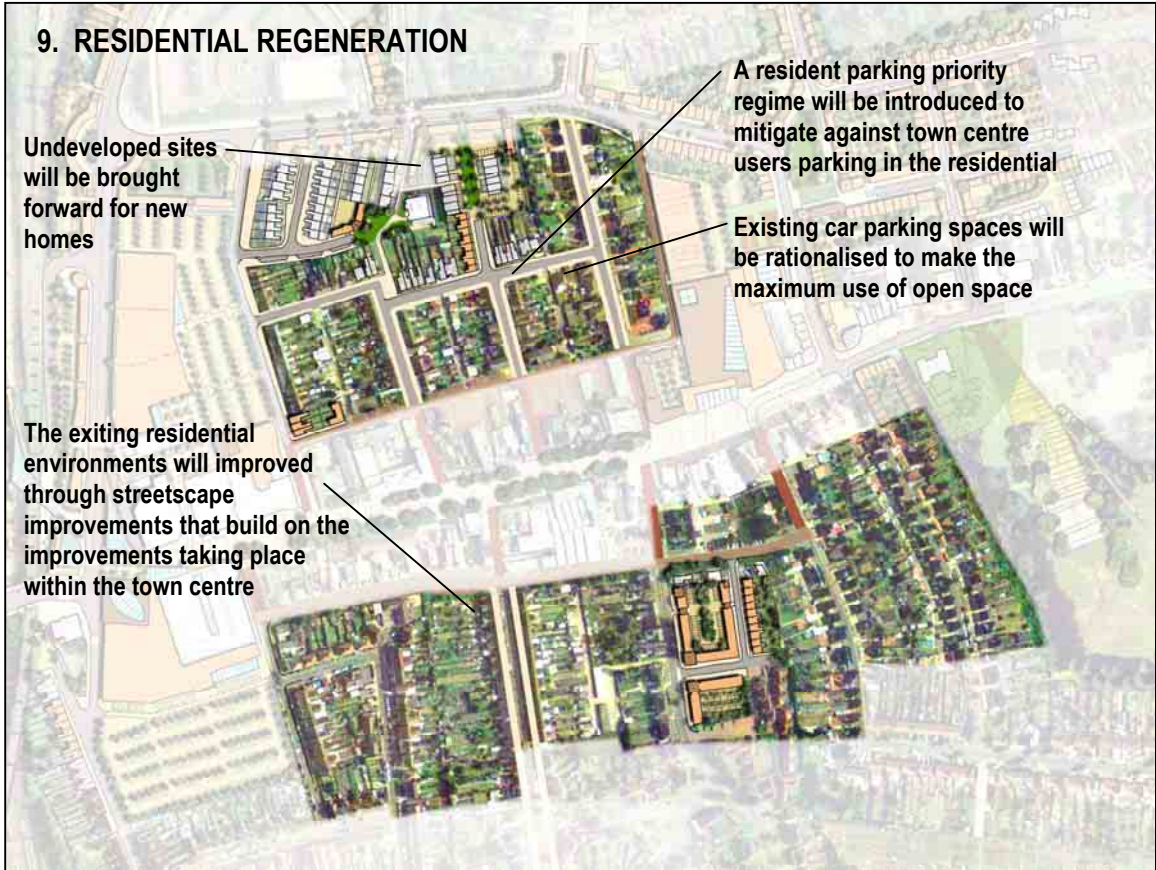 9. RESIDENTIAL REGENERATION
Undeveloped sites
will be brought
forward for new
homes
A resident parking priority
regime will be introduced to
mitigate against town centre
users parking in the residential
Existing car parking spaces will
be rationalised to make the
maximum use of open space
The exiting residential
environments will improved
through streetscape
improvements that build on the
improvements taking place
within the town centre